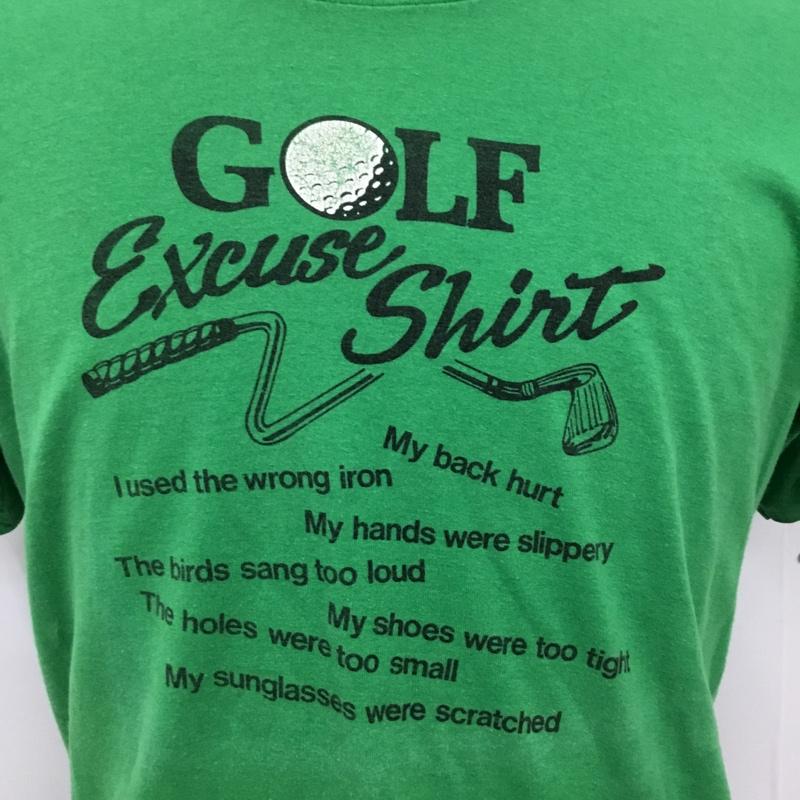 GOLF
Excuse
Shirt
My back hurt
I used the wrong iron
My hands were slippery
The birds sang too loud
My shoes were too tight
The holes were too small
My sunglasses were scratched